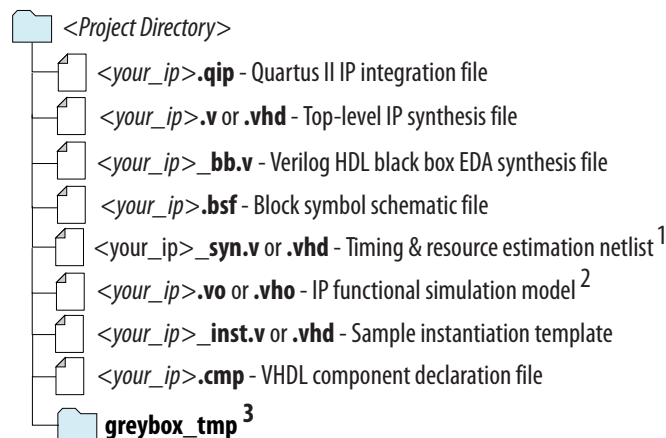 <Project Directory>
<your_ip>.qip - Quartus II IP integration file
<your_ip>.v or .vhd - Top-level IP synthesis file
<your_ip>_bb.v - Verilog HDL black box EDA synthesis file
<your_ip>.bsf - Block symbol schematic file
<your_ip>_syn.v or .vhd - Timing & resource estimation netlist 1
<your_ip>.vo or .vho - IP functional simulation model 2
<your_ip>_inst.v or .vhd - Sample instantiation template
<your_ip>.cmp - VHDL component declaration file
greybox_tmp 3